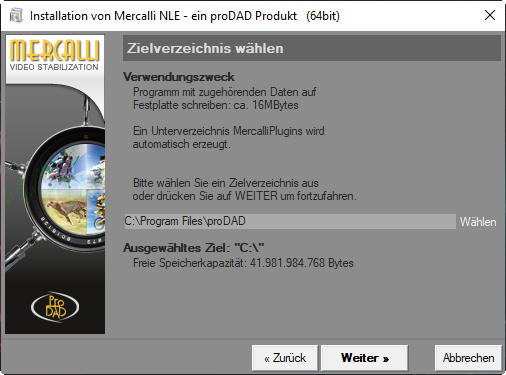 Installation von Mercalli NLE - ein proDAD Produkt (64bit)
MERCALLI
VIDEO STABILIZATION
Zielverzeichnis wählen
Verwendungszweck
Programm mit zugehörenden Daten auf
Festplatte schreiben: ca. 16MBytes
Ein Unterverzeichnis MercalliPlugins wird
automatisch erzeugt.
Bitte wählen Sie ein Zielverzeichnis aus
oder drücken Sie auf WEITER um fortzufahren.
C:\Program Files\proDAD
Wählen
Ausgewähltes Ziel: "C:\"
Freie Speicherkapazität: 41.981.984.768 Bytes
PRO
DAD
« Zurück
Weiter »
Abbrechen